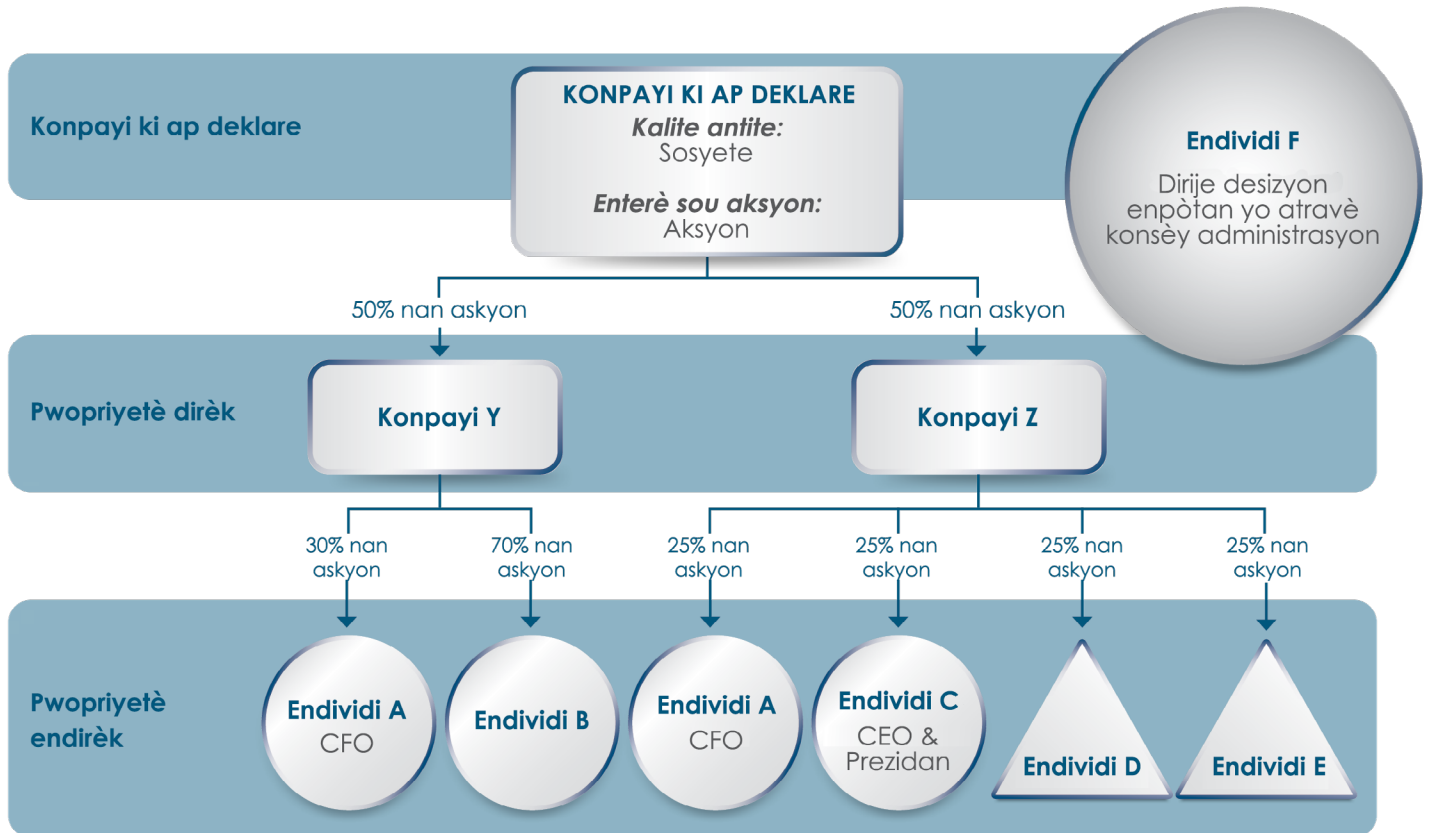 Konpayi ki ap deklare
KONPAYI KI AP DEKLARE
Kalite antite:
Sosyete
Enterè sou aksyon:
Aksyon
Endividi F
Dirije desizyon
enpòtan yo atravè
konsèy administrasyon
50% nan askyon
50% nan askyon
Pwopriyetè dirèk
Konpayi Y
Konpayi Z
30% nan
askyon
70% nan
askyon
25% nan
askyon
25% nan
askyon
25% nan
askyon
25% nan
askyon
Pwopriyetè
endirèk
Endividi A
CFO
Endividi B
Endividi A
CFO
Endividi C
CEO &
Prezidan
Endividi D
Endividi E